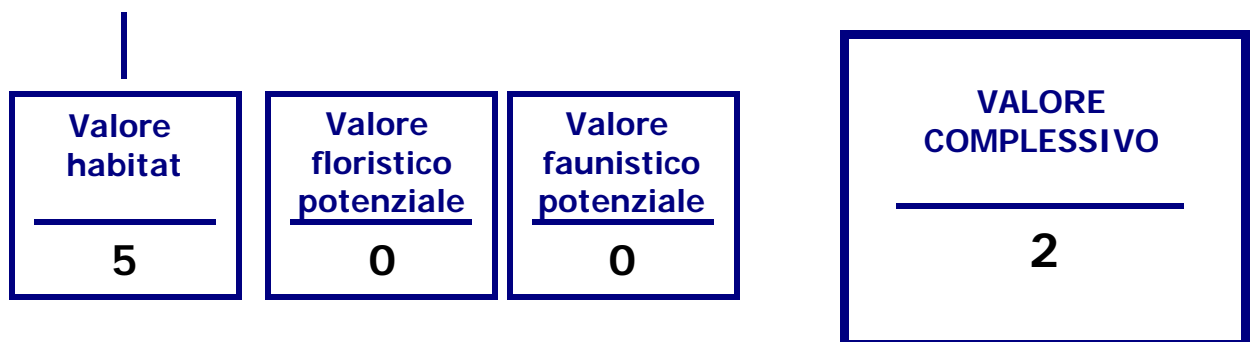 Valore
habitat
5
Valore
floristico
potenziale
0
Valore
faunistico
potenziale
0
VALORE
COMPLESSIVO
2